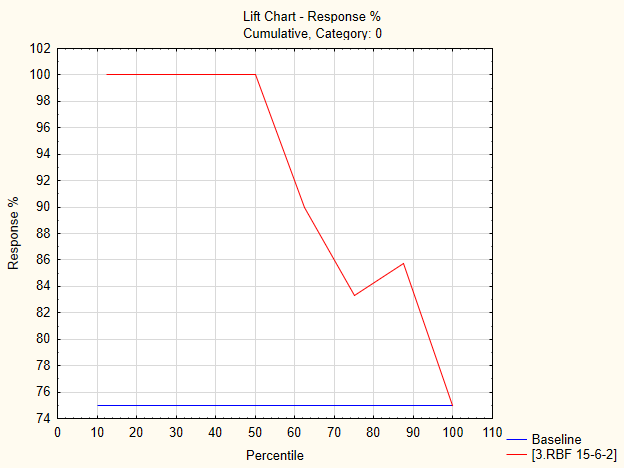 Lift Chart - Response %
Cumulative, Category: 0
102
100
98
96
94
92
90
88
86
84
82
80
78
76
74
Response %
0 10 20 30 40 50 60 70 80 90 100 110
Percentile
Baseline
[3.RBF 15-6-2]